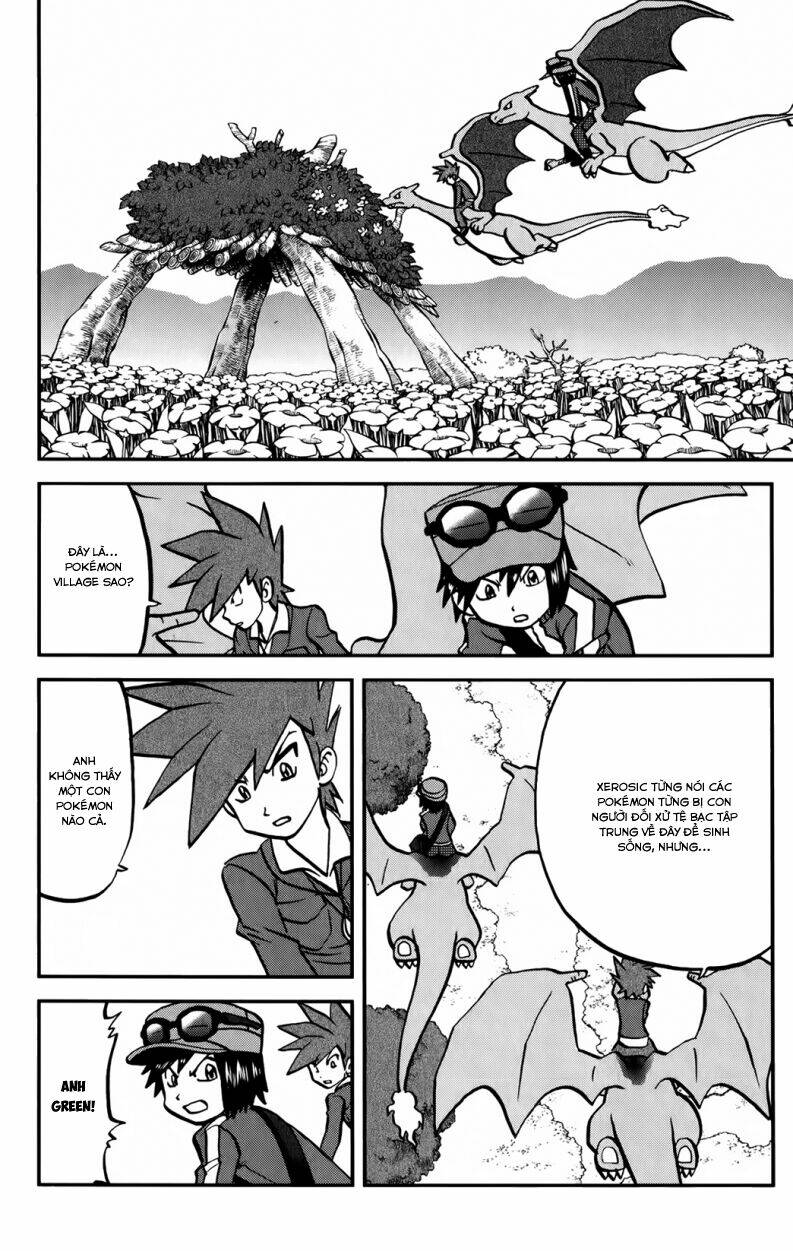 ĐÂY LÀ...
POKÉMON
VILLAGE SAO?
XEROSIC TỪNG NÓI CÁC
POKÉMON TỪNG BỊ CON
NGƯỜI ĐỐI XỬ TỆ BẠC TẬP
TRUNG VỀ ĐÂY ĐỂ SINH
SỐNG, NHƯNG...
ANH
KHÔNG THẤY
MỘT CON
POKÉMON
NÀO CẢ.
ANH
GREEN!